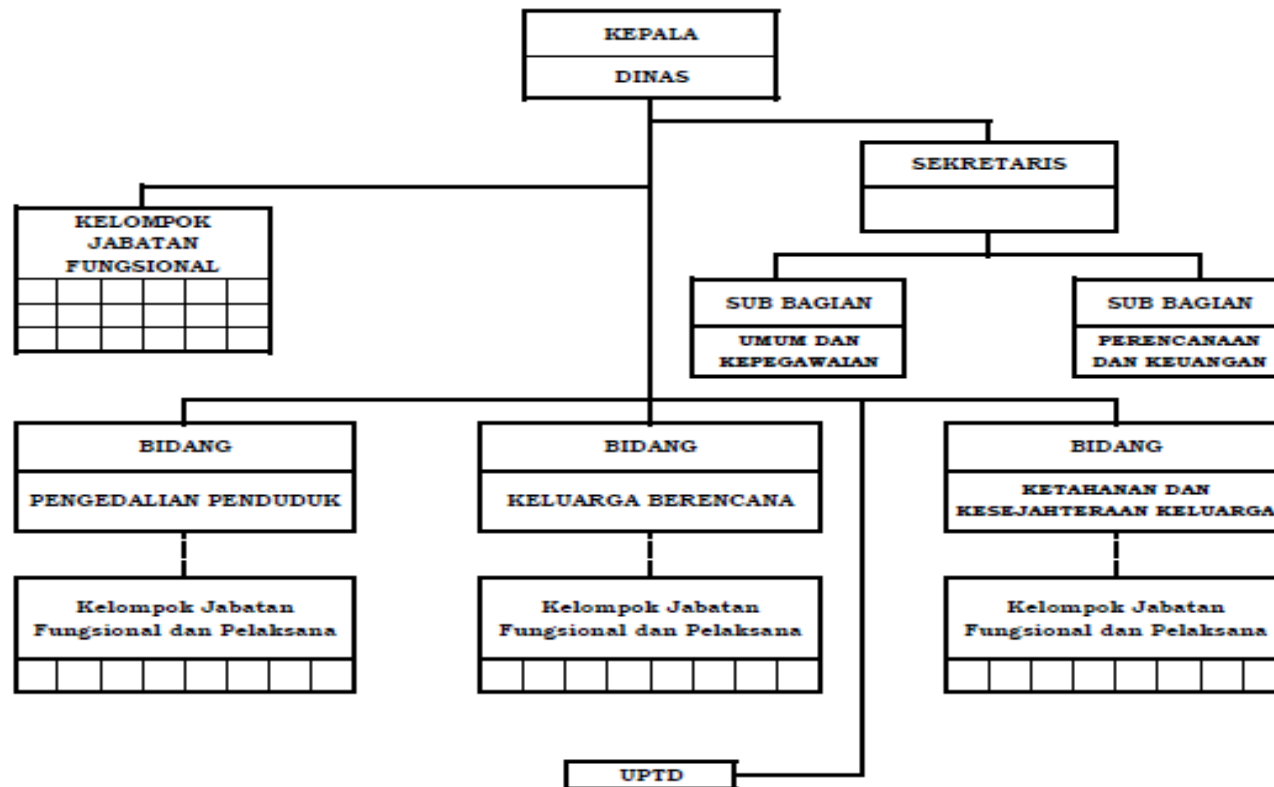 KEPALA
DINAS
SEKRETARIS
KELOMPOK
JABATAN
FUNGSIONAL
SUB BAGIAN
UMUM DAN
KEPEGAWAIAN
SUB BAGIAN
PERENCANAAN
DAN KEUANGAN
BIDANG
PENGEDALIAN PENDUDUK
BIDANG
KELUARGA BERENCANA
BIDANG
KETAHANAN DAN
KESEJAHTERAAN KELUARGA
Kelompok Jabatan
Fungsional dan Pelaksana
Kelompok Jabatan
Fungsional dan Pelaksana
Kelompok Jabatan
Fungsional dan Pelaksana
UPTD